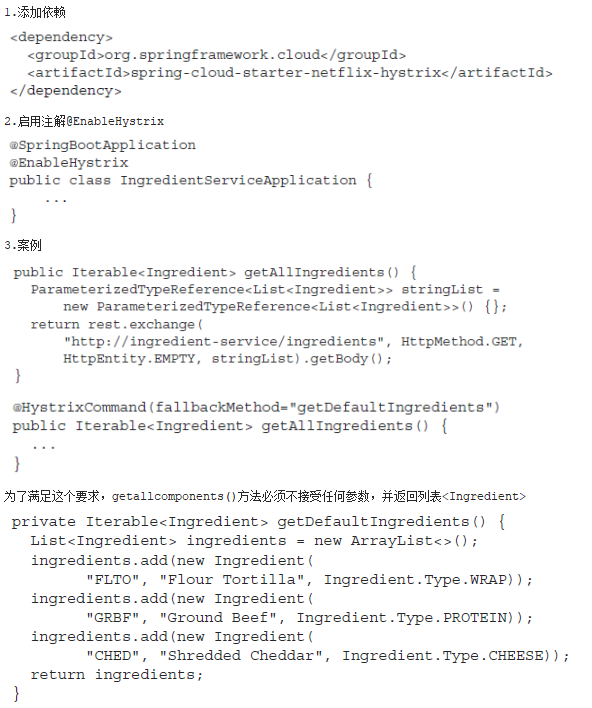 1.添加依赖
<dependency>
  <groupId>org.springframework.cloud</groupId>
  <artifactId>spring-cloud-starter-netflix-hystrix</artifactId>
</dependency>
2.启用注解@EnableHystrix
@SpringBootApplication
@EnableHystrix
public class IngredientServiceApplication {
    ...
}
3.案例
public Iterable<Ingredient> getAllIngredients() {
  ParameterizedTypeReference<List<Ingredient>> stringList =
      new ParameterizedTypeReference<List<Ingredient>>() {};
  return rest.exchange(
      "http://ingredient-service/ingredients", HttpMethod.GET,
      HttpEntity.EMPTY, stringList).getBody();
}
@HystrixCommand(fallbackMethod="getDefaultIngredients")
public Iterable<Ingredient> getAllIngredients() {
  ...
}
为了满足这个要求，getallcomponents()方法必须不接受任何参数，并返回列表<Ingredient>
private Iterable<Ingredient> getDefaultIngredients() {
  List<Ingredient> ingredients = new ArrayList<>();
  ingredients.add(new Ingredient(
        "FLTO", "Flour Tortilla", Ingredient.Type.WRAP));
  ingredients.add(new Ingredient(
        "GRBF", "Ground Beef", Ingredient.Type.PROTEIN));
  ingredients.add(new Ingredient(
        "CHED", "Shredded Cheddar", Ingredient.Type.CHEESE));
  return ingredients;
}